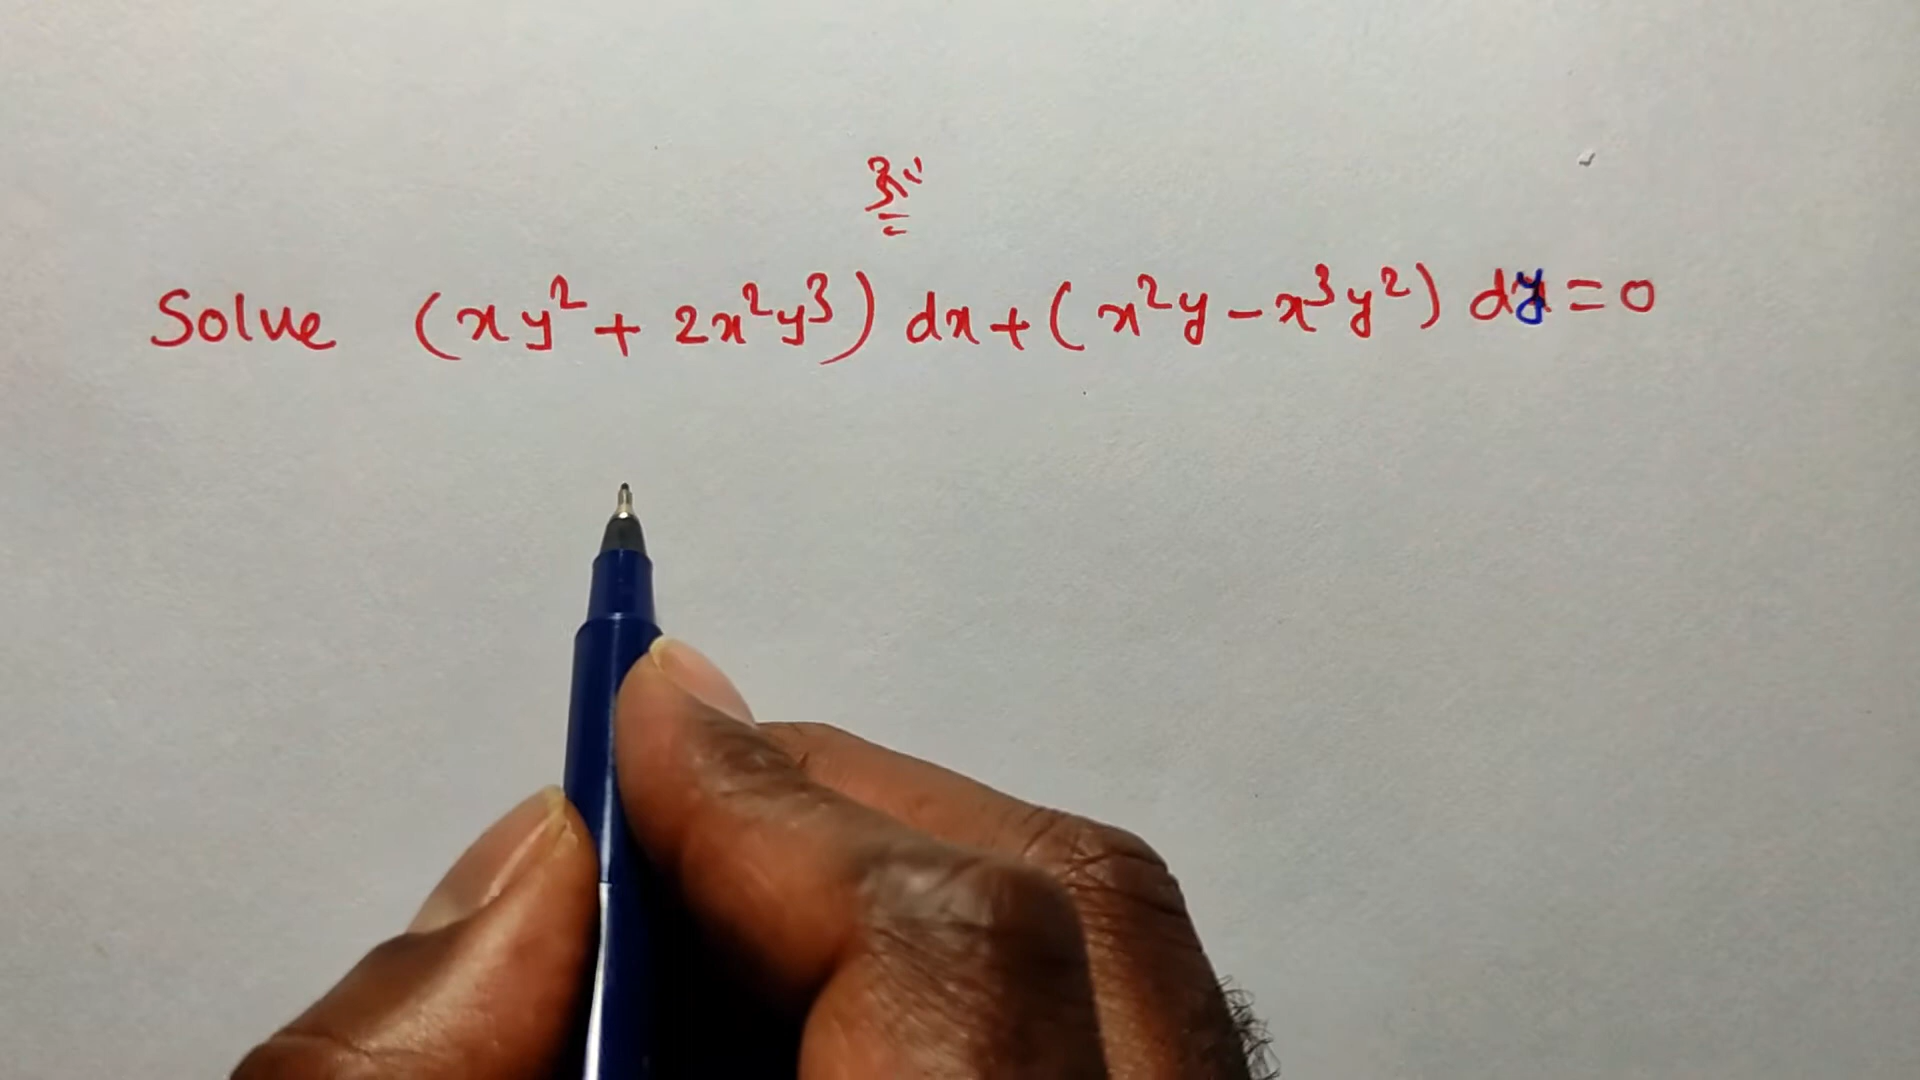 శ్రీ
Solve (xy² + 2x²y³) dx + (x²y - x³y²) dy = 0